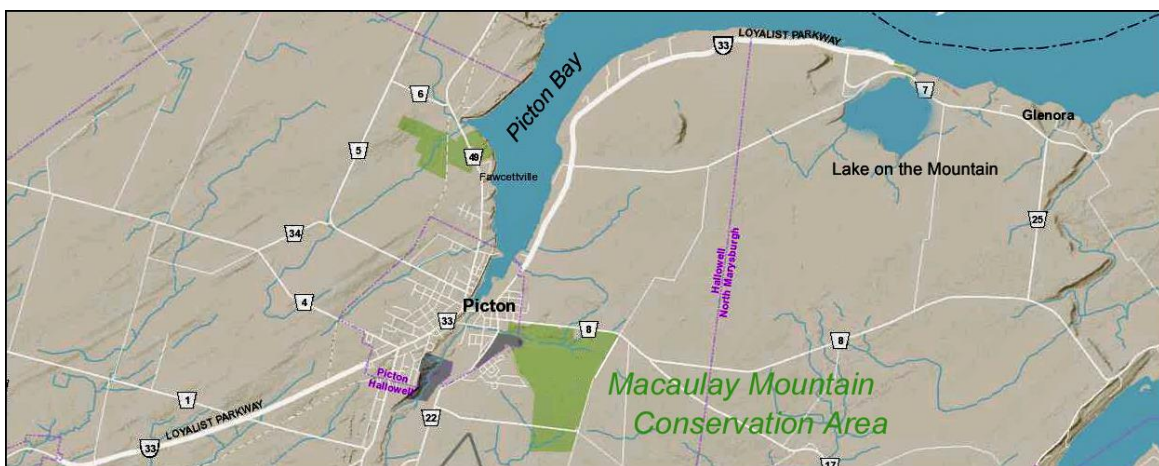 33
LOYALIST PARKWAY
Picton Bay
6
7
5
49
Glenora
Fawcettville
Lake on the Mountain
25
34
Hallowell
North Marysburgh
4
Picton
33
8
8
Picton
Hallowell
Macaulay Mountain
Conservation Area
1
22
LOYALIST PARKWAY
33
17